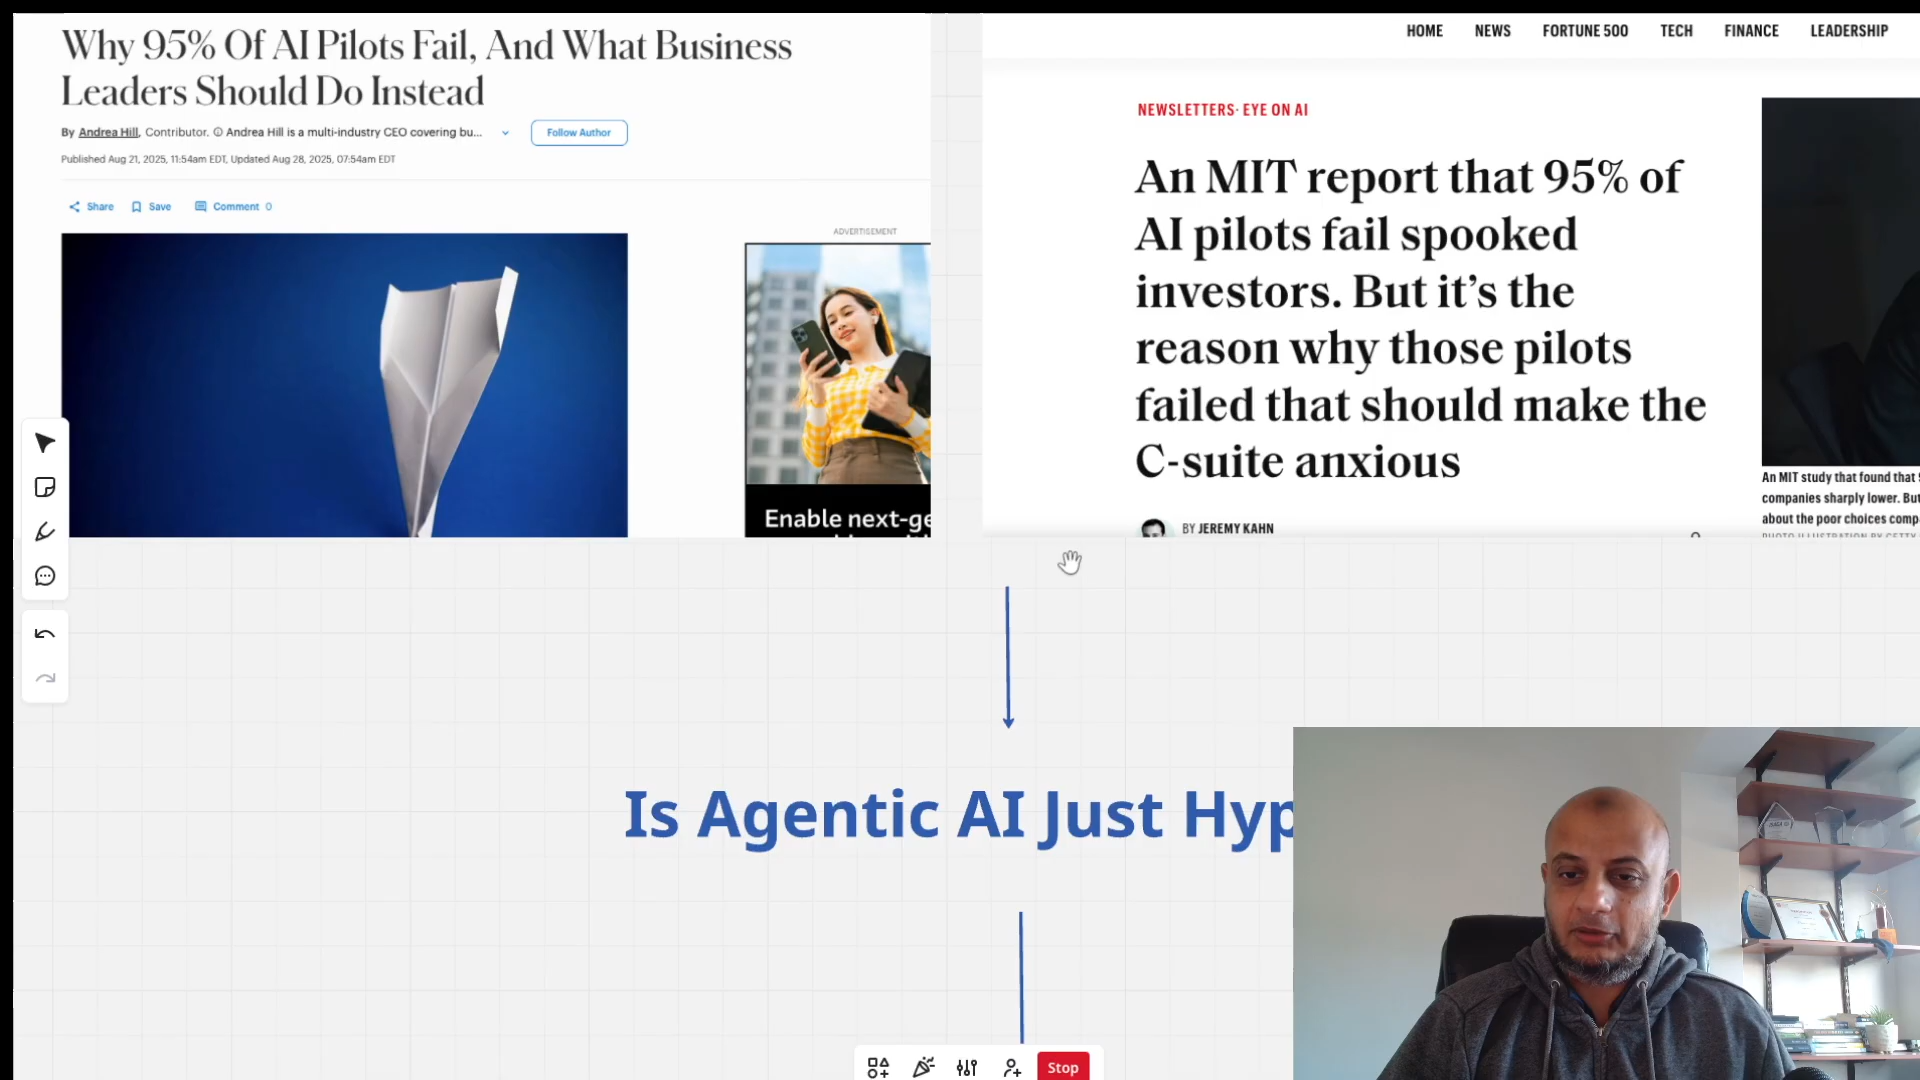 Why 95% Of AI Pilots Fail, And What Business
Leaders Should Do Instead
By Andrea Hill, Contributor. Andrea Hill is a multi-industry CEO covering bu...
Follow Author
Published Aug 21, 2025, 11:54am EDT, Updated Aug 28, 2025, 07:54am EDT
Share Save Comment 0
ADVERTISEMENT
Enable next-ge
HOME NEWS FORTUNE 500 TECH FINANCE LEADERSHIP
NEWSLETTERS· EYE ON AI
An MIT report that 95% of
AI pilots fail spooked
investors. But it's the
reason why those pilots
failed that should make the
C-suite anxious
BY JEREMY KAHN
An MIT study that found that
companies sharply lower. But
about the poor choices comp
Is Agentic AI Just Hyp
Stop